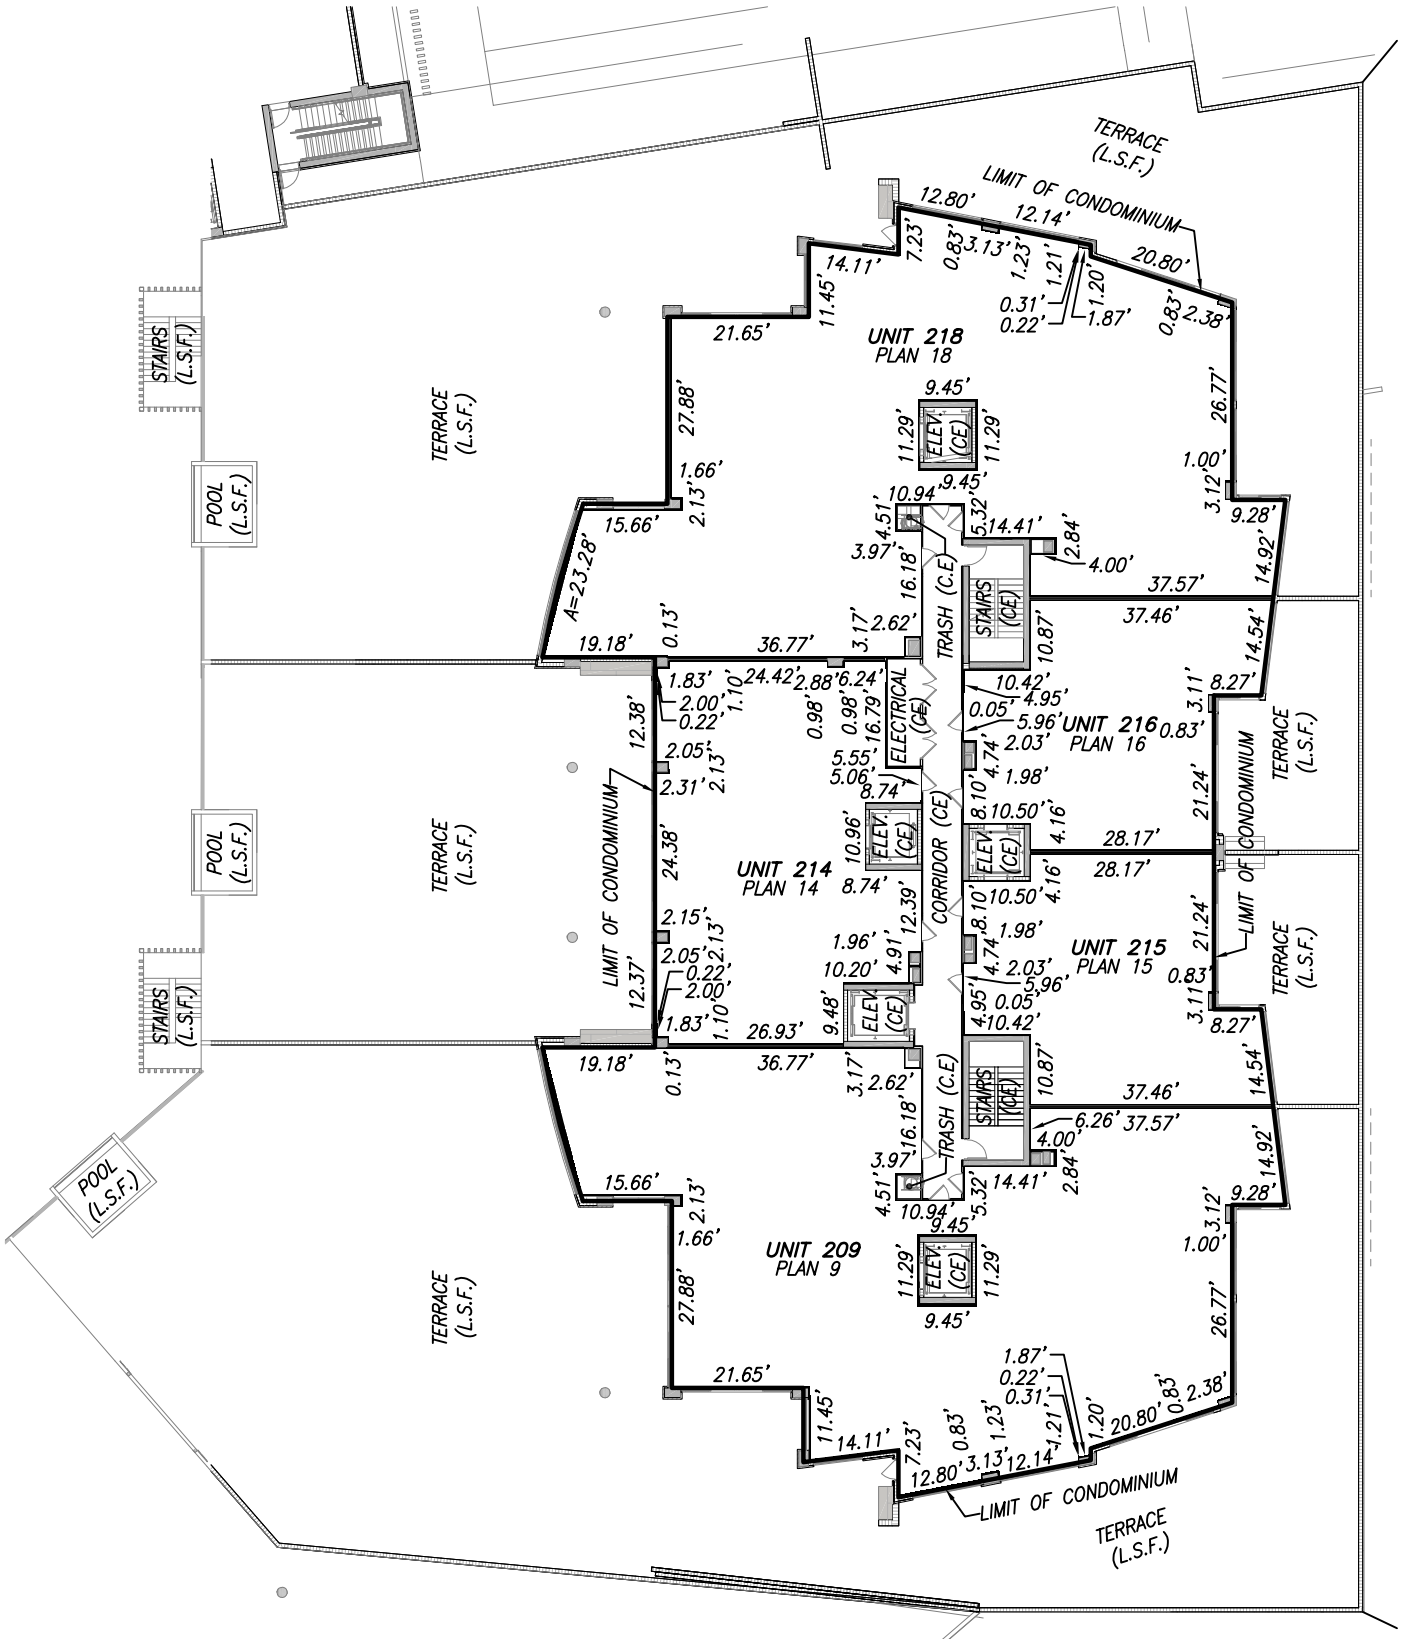 TERRACE
(L.S.F.)
LIMIT OF CONDOMINIUM
12.80'
12.14'
7.23'
0.83'
3.13'
1.23'
1.21'
1.20'
20.80'
14.11'
11.45'
0.31'
0.22'
1.87'
0.83'
2.38'
21.65'
UNIT 218
PLAN 18
STAIRS
(L.S.F.)
TERRACE
(L.S.F.)
27.88'
9.45'
11.29'
ELEV.
(CE)
11.29'
26.77'
1.66'
2.13'
9.45'
1.00'
3.12'
POOL
(L.S.F.)
15.66'
10.94'
4.51'
5.32'
14.41'
2.84'
9.28'
3.97'
4.00'
14.92'
A=23.28'
16.18'
TRASH (C.E)
STAIRS
(CE)
37.57'
37.46'
19.18'
0.13'
36.77'
3.17'
2.62'
10.87'
14.54'
1.83'
1.10'
24.42'
2.88'
6.24'
10.42'
8.27'
2.00'
0.22'
12.38'
0.98'
0.98'
16.79'
ELECTRICAL
(CE)
4.95'
0.05'
5.96'
3.11'
UNIT 216
PLAN 16
0.83'
TERRACE
(L.S.F.)
2.05'
2.13'
2.31'
5.55'
5.06'
8.74'
4.74'
2.03'
1.98'
8.10'
10.50'
4.16'
21.24'
LIMIT OF CONDOMINIUM
LIMIT OF CONDOMINIUM
POOL
(L.S.F.)
TERRACE
(L.S.F.)
24.38'
UNIT 214
PLAN 14
10.96'
ELEV.
(CE)
8.74'
CORRIDOR (CE)
ELEV.
(CE)
28.17'
28.17'
10.50'
4.16'
2.15'
2.13'
2.05'
0.22'
2.00'
12.39'
8.10'
1.96'
4.91'
4.74'
1.98'
2.03'
UNIT 215
PLAN 15
21.24'
0.83'
3.11'
TERRACE
(L.S.F.)
STAIRS
(L.S.F.)
12.37'
1.83'
1.10'
10.20'
9.48'
ELEV.
(CE)
5.96'
4.95'
0.05'
10.42'
8.27'
26.93'
19.18'
0.13'
36.77'
3.17'
2.62'
16.18'
TRASH (C.E)
STAIRS
(CE)
10.87'
14.54'
37.46'
6.26'
37.57'
4.00'
2.84'
14.92'
3.97'
14.41'
POOL
(L.S.F.)
15.66'
2.13'
1.66'
4.51'
10.94'
5.32'
9.28'
3.12'
1.00'
9.45'
UNIT 209
PLAN 9
11.29'
ELEV.
(CE)
11.29'
TERRACE
(L.S.F.)
27.88'
9.45'
26.77'
21.65'
1.87'
0.22'
0.31'
11.45'
14.11'
7.23'
0.83'
1.23'
1.21'
1.20'
20.80'
0.83'
2.38'
12.80'
3.13'
12.14'
LIMIT OF CONDOMINIUM
TERRACE
(L.S.F.)